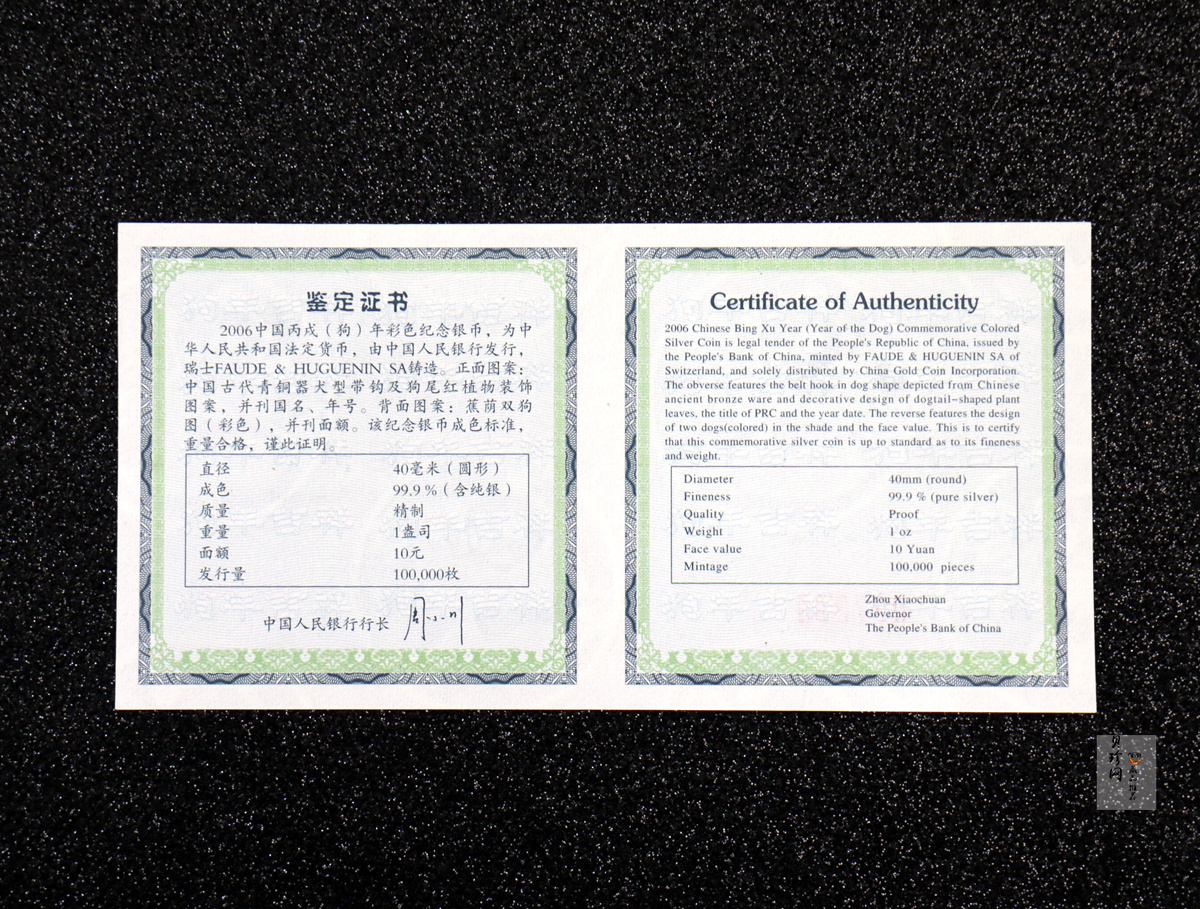 鉴定证书
2006中国丙戌（狗）年彩色纪念银币，为中
华人民共和国法定货币，由中国人民银行发行，
瑞士FAUDE & HUGUENIN SA铸造。正面图案：
中国古代青铜器犬型带钩及狗尾红植物装饰
图案，并刊国名、年号。背面图案：蕉荫双狗
图（彩色），并刊面额。该纪念银币成色标准，
重量合格，谨此证明。
直径 40毫米（圆形）
成色 99.9％（含纯银）
质量 精制
重量 1盎司
面额 10元
发行量 100,000枚
中国人民银行行长 周小川
Certificate of Authenticity
2006 Chinese Bing Xu Year (Year of the Dog) Commemorative Colored
Silver Coin is legal tender of the People's Republic of China, issued by
the People's Bank of China, minted by FAUDE & HUGUENIN SA of
Switzerland, and solely distributed by China Gold Coin Incorporation.
The obverse features the belt hook in dog shape depicted from Chinese
ancient bronze ware and decorative design of dogtail-shaped plant
leaves, the title of PRC and the year date. The reverse features the design
of two dogs(colored) in the shade and the face value. This is to certify
that this commemorative silver coin is up to standard as to its fineness
and weight.
Diameter 40mm (round)
Fineness 99.9 % (pure silver)
Quality Proof
Weight 1 oz
Face value 10 Yuan
Mintage 100,000 pieces
Zhou Xiaochuan
Governor
The People's Bank of China